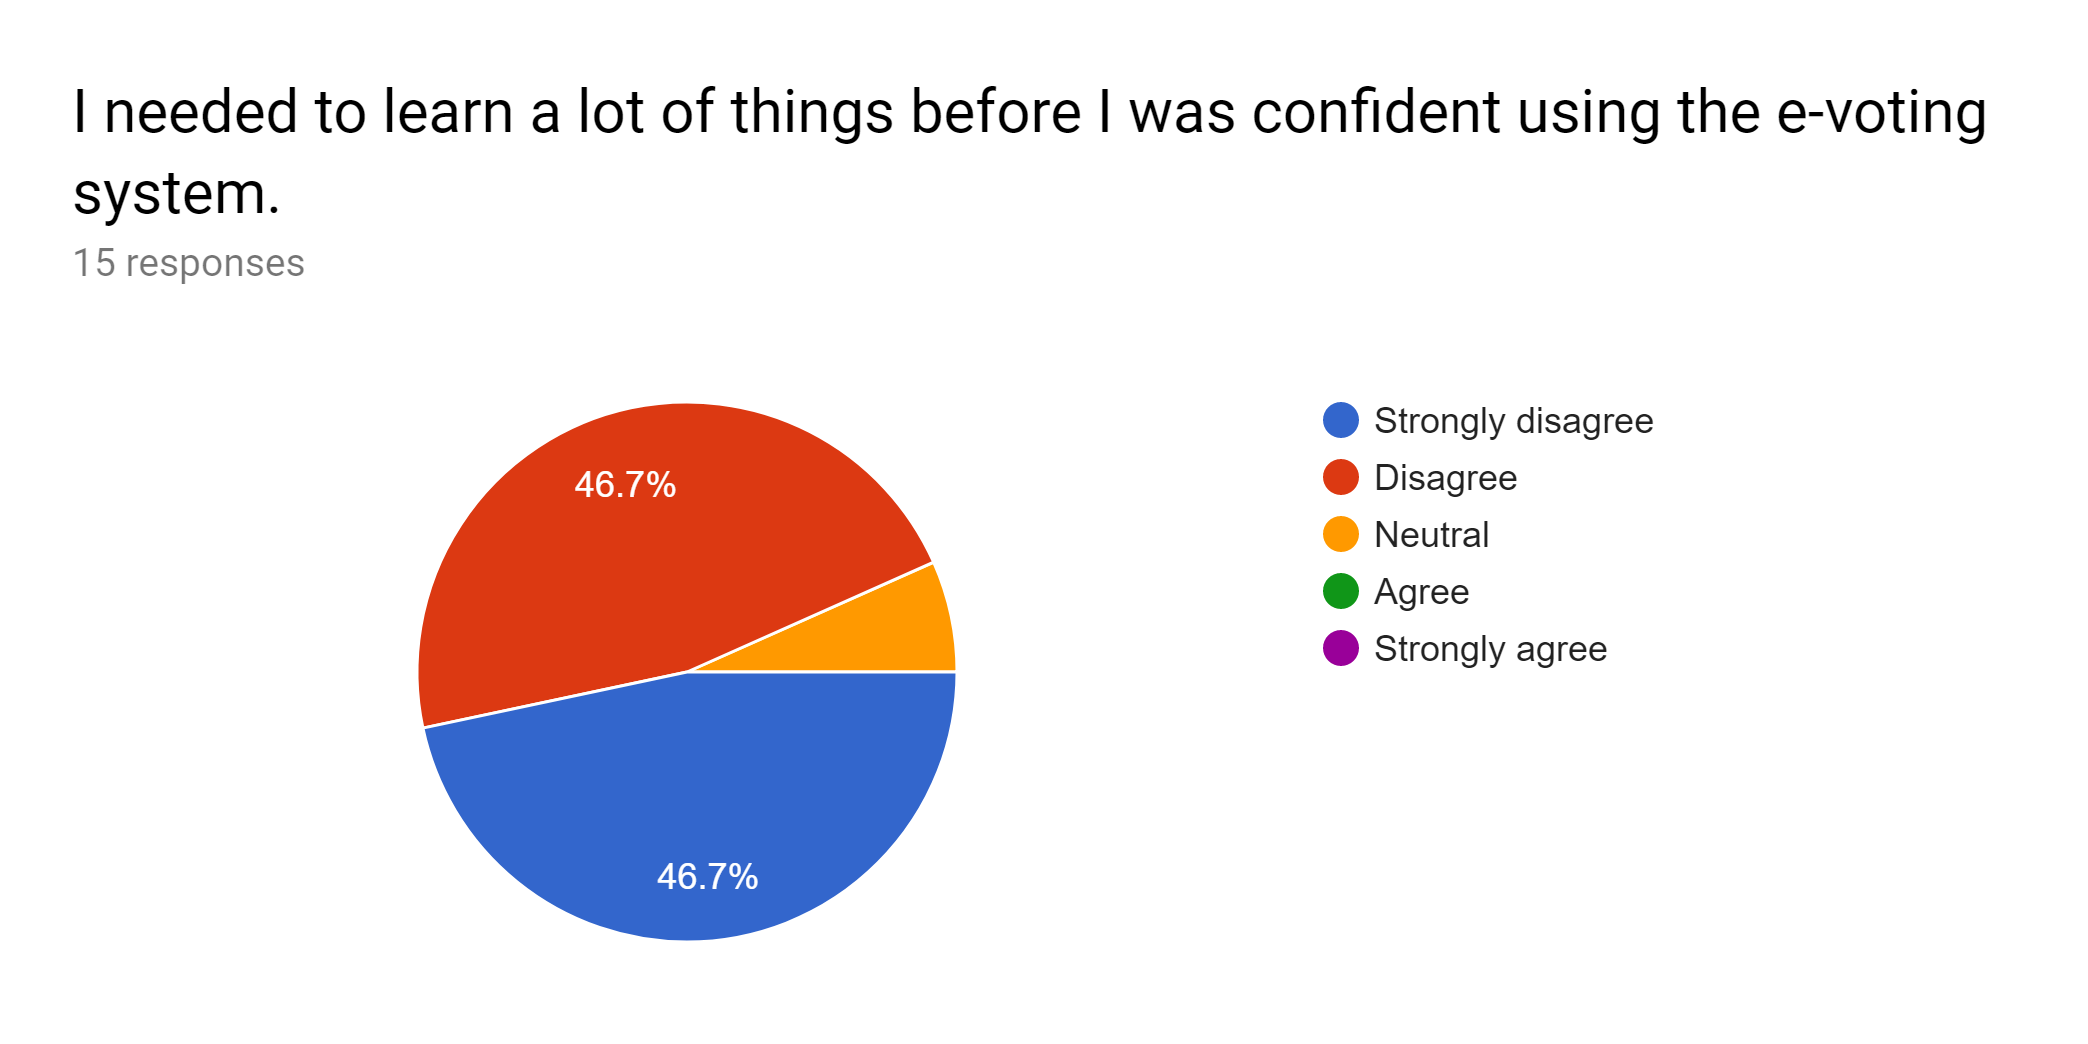 I needed to learn a lot of things before I was confident using the e-voting
system.
15 responses
46.7%
46.7%
Strongly disagree
Disagree
Neutral
Agree
Strongly agree